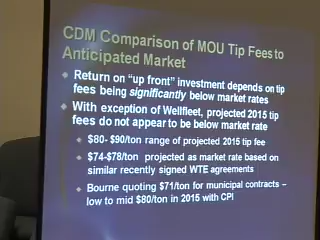 CDM Comparison of MOU Tip Fees to
Anticipated Market
Return on "up front" investment depends on tip
fees being significantly below market rates
With exception of Wellfleet, projected 2015 tip
fees do not appear to be below market rate
$80- $90/ton range of projected 2015 tip fee
$74-$78/ton projected as market rate based on
similar recently signed WTE agreements
Bourne quoting $71/ton for municipal contracts –
low to mid $80/ton in 2015 with CPI